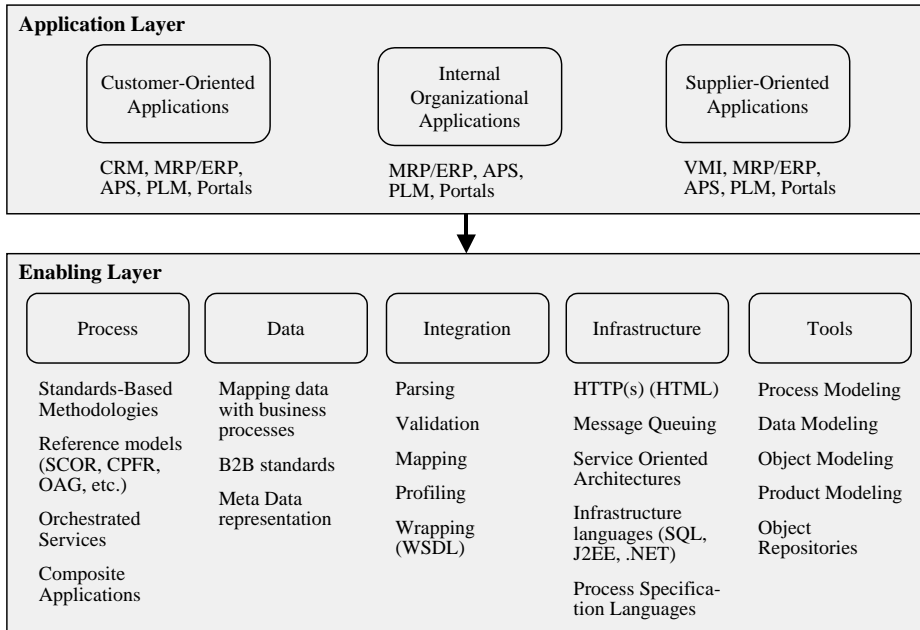 Application Layer
Customer-Oriented
Applications
Internal
Organizational
Applications
Supplier-Oriented
Applications
CRM, MRP/ERP,
APS, PLM, Portals
MRP/ERP, APS,
PLM, Portals
VMI, MRP/ERP,
APS, PLM, Portals
Enabling Layer
Process
Data
Integration
Infrastructure
Tools
Standards-Based
Methodologies
Reference models
(SCOR, CPFR,
OAG, etc.)
Orchestrated
Services
Composite
Applications
Mapping data
with business
processes
B2B standards
Meta Data
representation
Parsing
Validation
Mapping
Profiling
Wrapping
(WSDL)
HTTP(s) (HTML)
Message Queuing
Service Oriented
Architectures
Infrastructure
languages (SQL,
J2EE, .NET)
Process Specifica-
tion Languages
Process Modeling
Data Modeling
Object Modeling
Product Modeling
Object
Repositories